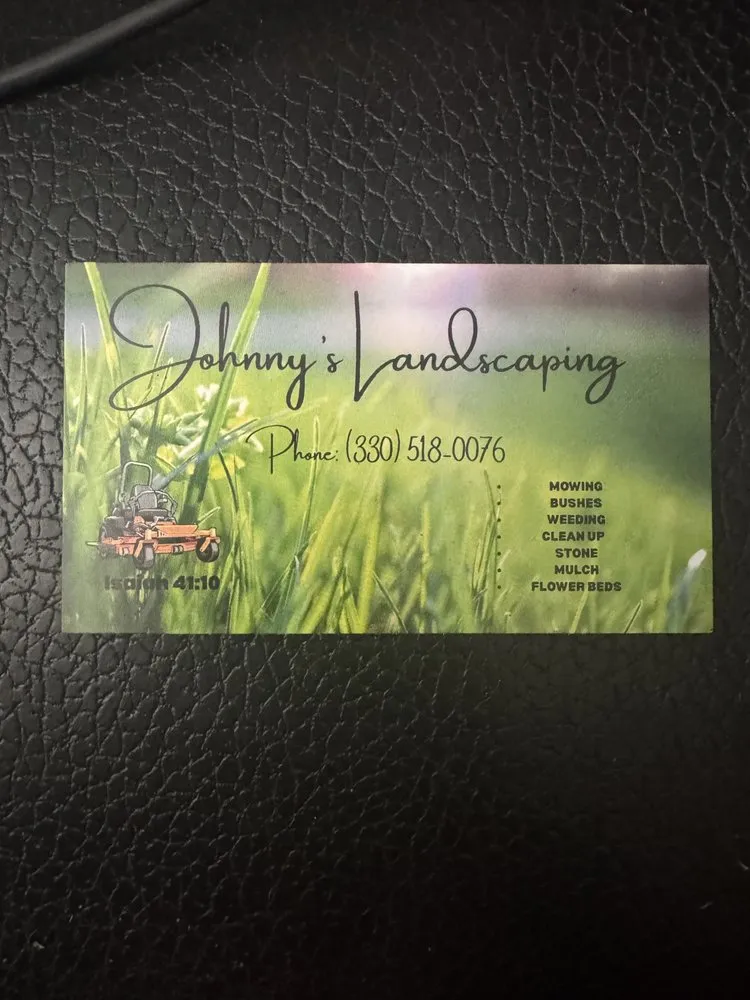 Johnny's Landscaping
Phone: (330) 518-0076
• MOWING
• BUSHES
• WEEDING
• CLEAN UP
• STONE
• MULCH
• FLOWER BEDS
Isaiah 41:10